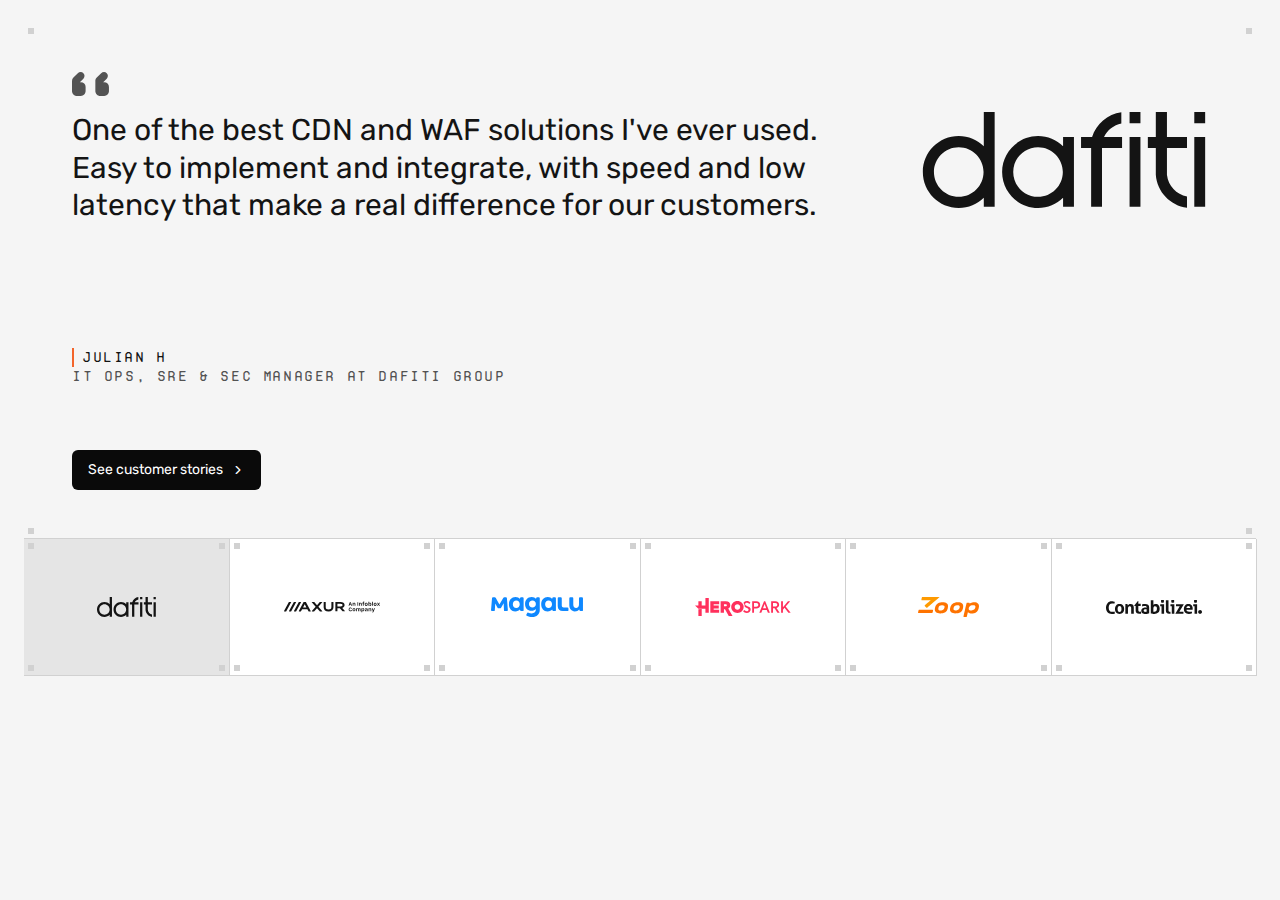 One of the best CDN and WAF solutions I've ever used.
Easy to implement and integrate, with speed and low
latency that make a real difference for our customers.
dafiti
JULIAN H
IT OPS, SRE & SEC MANAGER AT DAFITI GROUP
See customer stories
dafiti
AXUR An Infoblox
Company
Magalu
HEROSPARK
Zoop
Contabilizei.